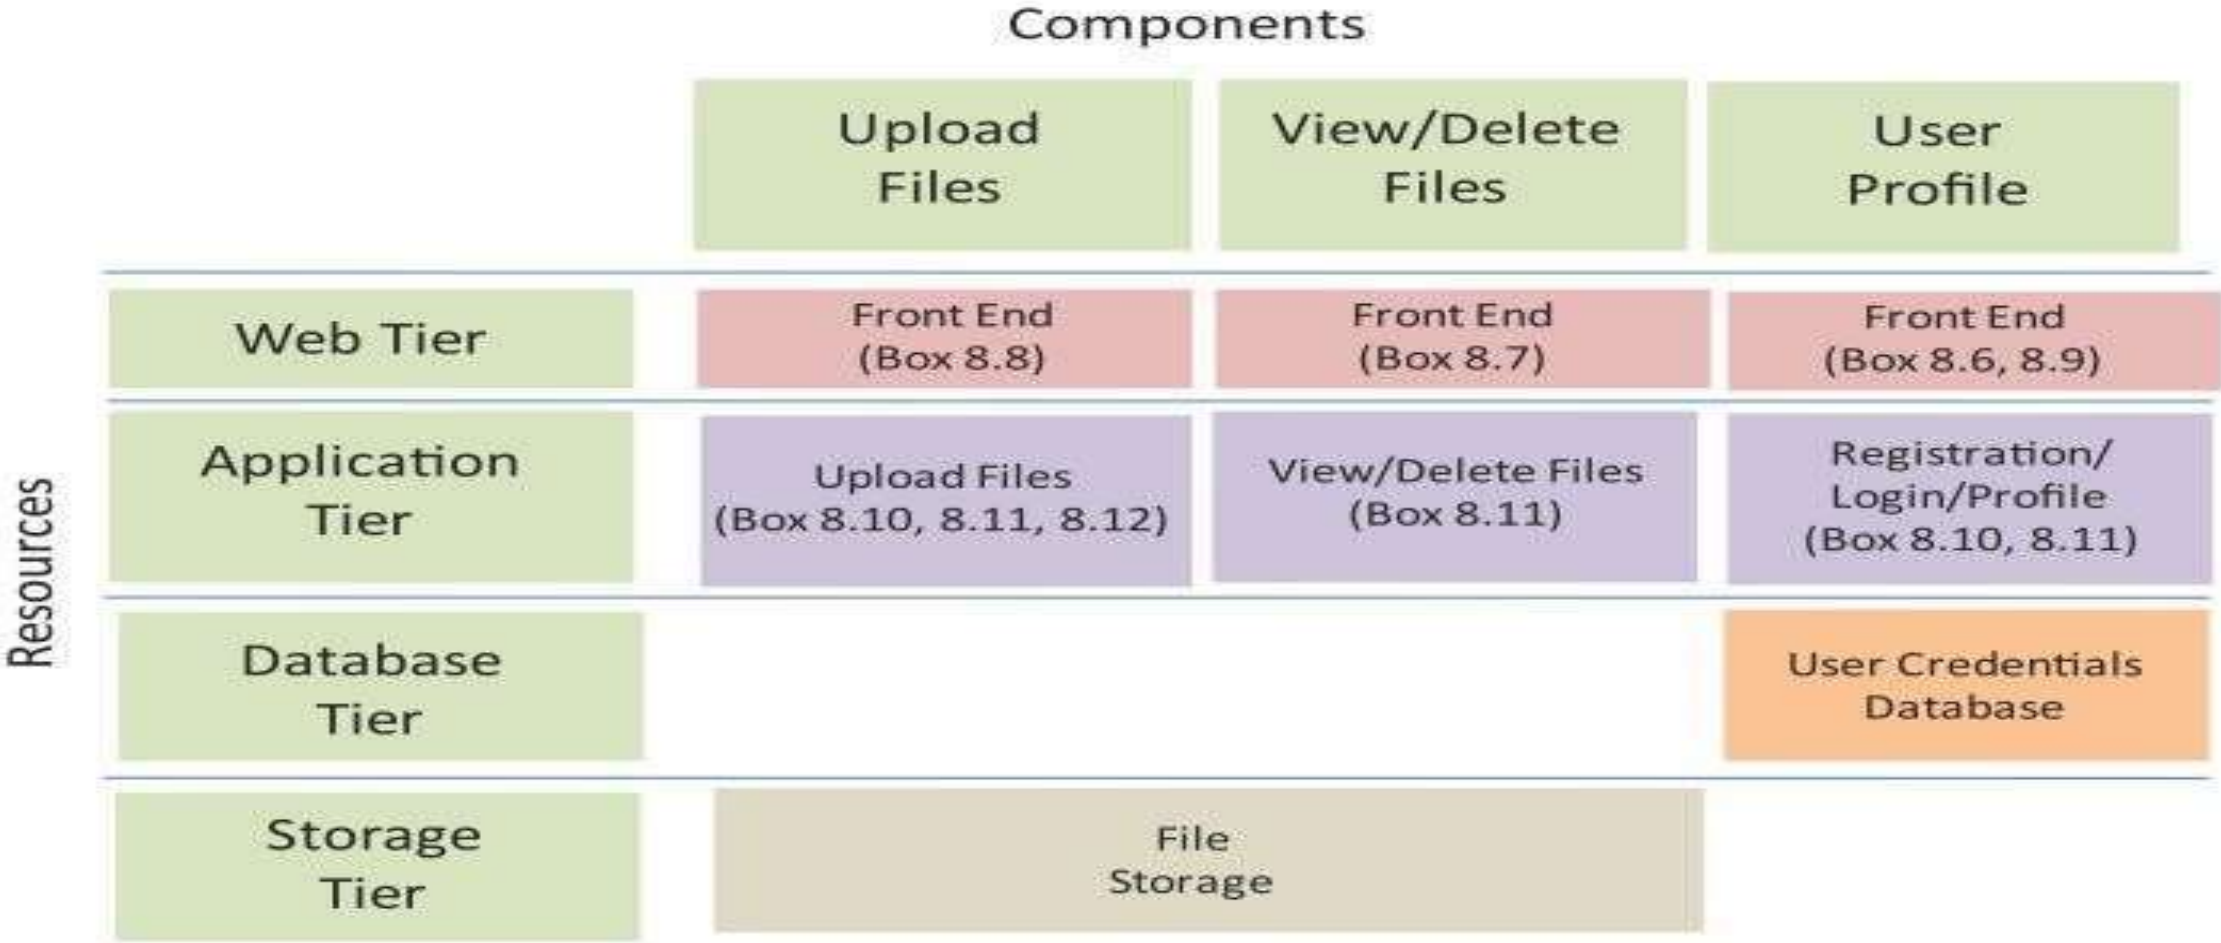 Components
Upload
Files
View/Delete
Files
User
Profile
Resources
Web Tier
Front End
(Box 8.8)
Front End
(Box 8.7)
Front End
(Box 8.6, 8.9)
Application
Tier
Upload Files
(Box 8.10, 8.11, 8.12)
View/Delete Files
(Box 8.11)
Registration/
Login/Profile
(Box 8.10, 8.11)
Database
Tier
User Credentials
Database
Storage
Tier
File
Storage